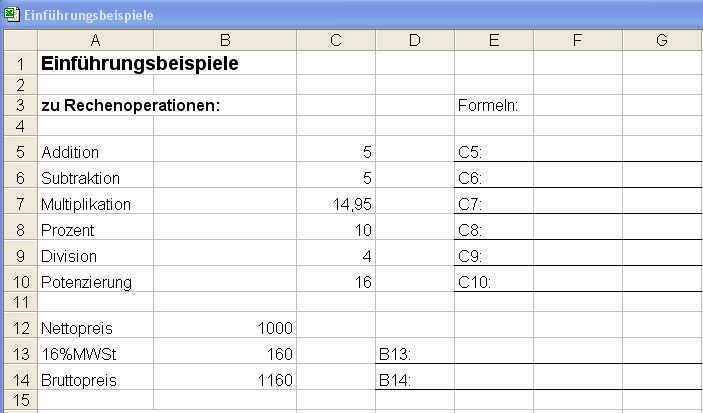 Einführungsbeispiele
A B C D E F G
1 Einführungsbeispiele
2
3 zu Rechenoperationen: Formeln:
4
5 Addition 5 C5:
6 Subtraktion 5 C6:
7 Multiplikation 14,95 C7:
8 Prozent 10 C8:
9 Division 4 C9:
10 Potenzierung 16 C10:
11
12 Nettopreis 1000
13 16%MWSt 160 B13:
14 Bruttopreis 1160 B14:
15